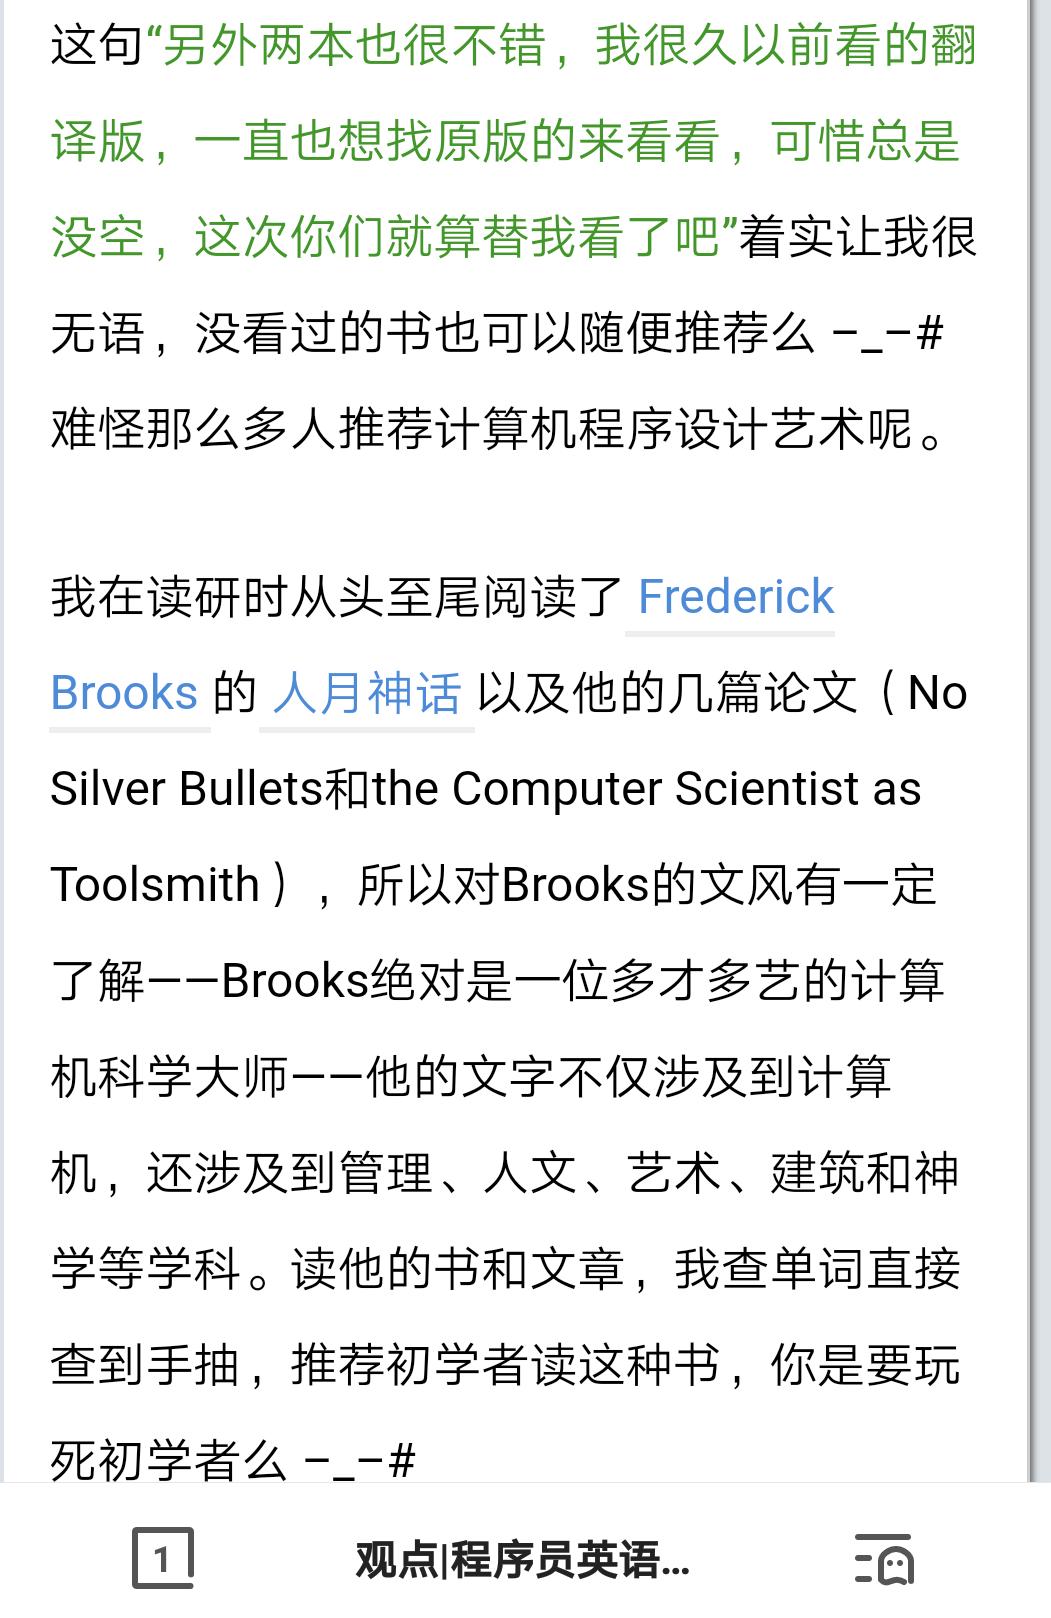 这句“另外两本也很不错，我很久以前看的翻
译版，一直也想找原版的来看看，可惜总是
没空，这次你们就算替我看了吧”着实让我很
无语，没看过的书也可以随便推荐么 –_–#
难怪那么多人推荐计算机程序设计艺术呢。
我在读研时从头至尾阅读了 Frederick
Brooks 的 人月神话 以及他的几篇论文（No
Silver Bullets和the Computer Scientist as
Toolsmith），所以对Brooks的文风有一定
了解——Brooks绝对是一位多才多艺的计算
机科学大师——他的文字不仅涉及到计算
机，还涉及到管理、人文、艺术、建筑和神
学等学科。读他的书和文章，我查单词直接
查到手抽，推荐初学者读这种书，你是要玩
死初学者么 –_–#
1
观点|程序员英语...